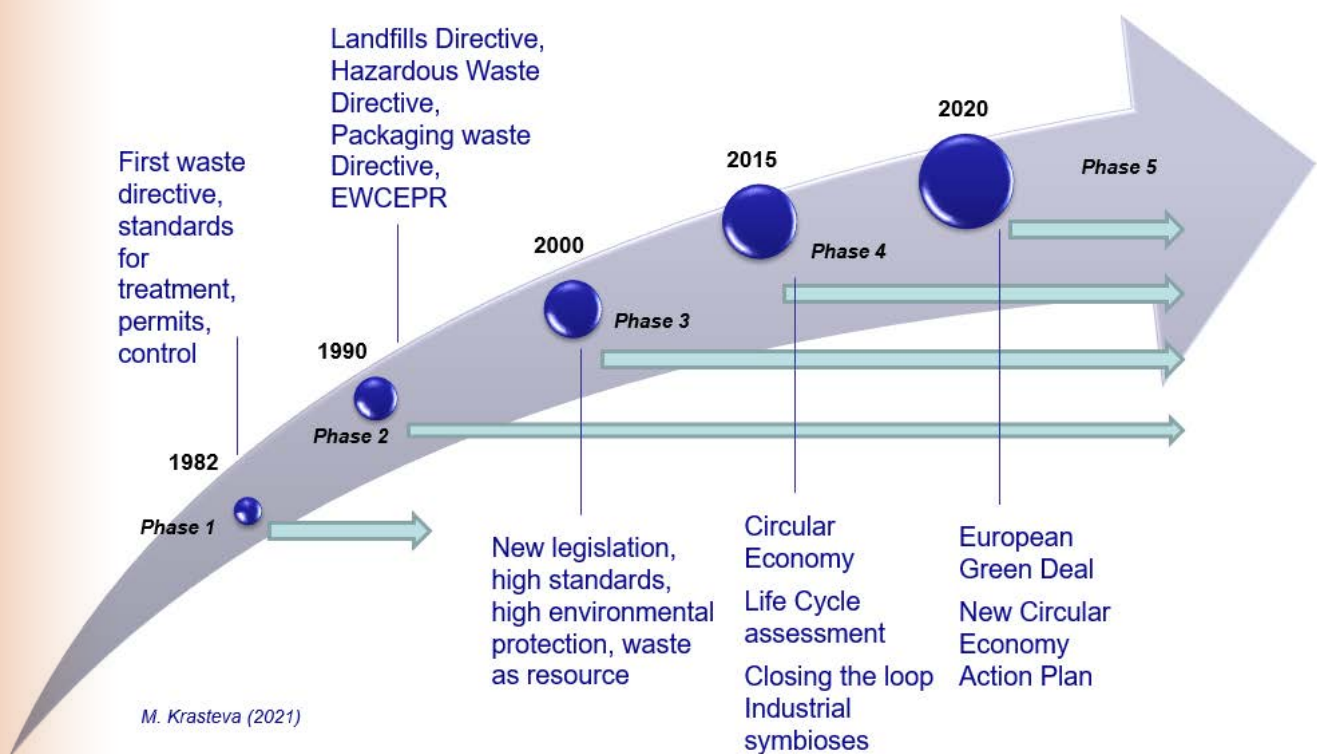 First waste
directive,
standards
for
treatment,
permits,
control
Landfills Directive,
Hazardous Waste
Directive,
Packaging waste
Directive,
EWCEPR
1982
Phase 1
1990
Phase 2
2000
Phase 3
2015
Phase 4
2020
Phase 5
New legislation,
high standards,
high environmental
protection, waste
as resource
Circular
Economy
Life Cycle
assessment
Closing the loop
Industrial
symbioses
European
Green Deal
New Circular
Economy
Action Plan
M. Krasteva (2021)